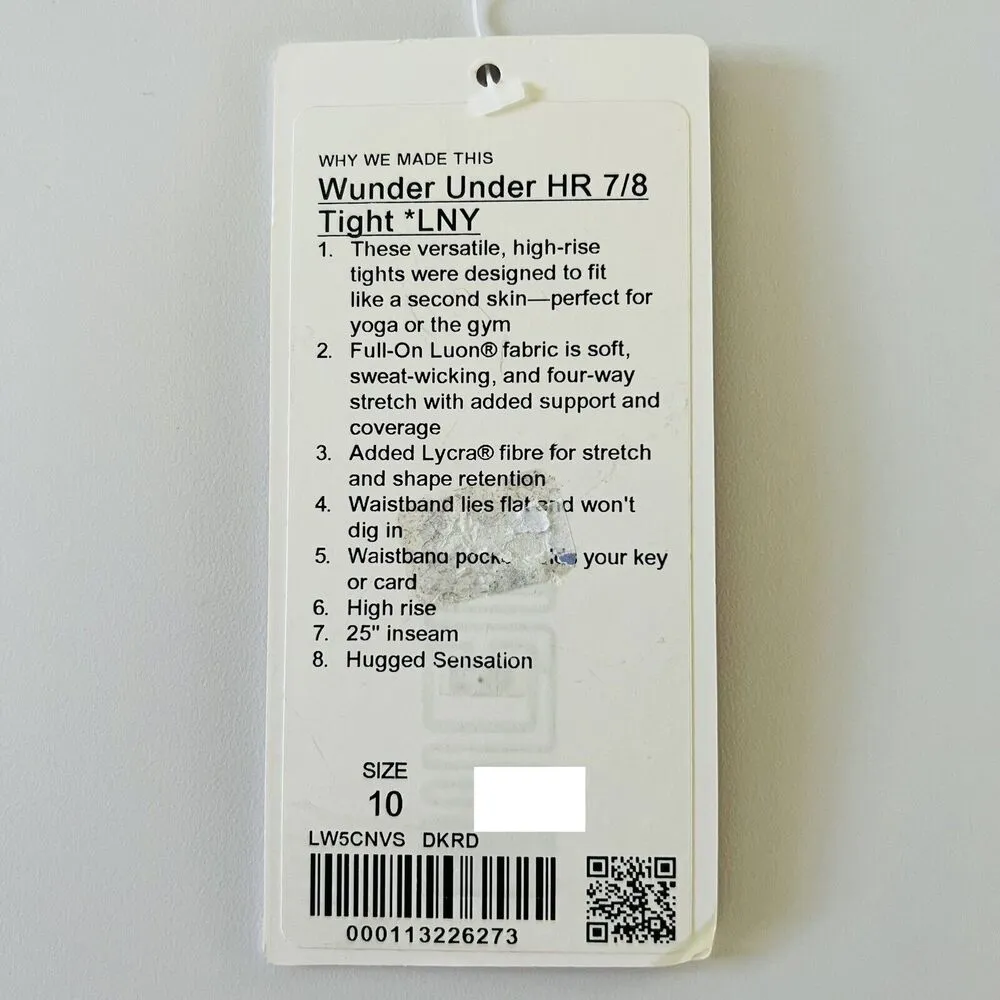 WHY WE MADE THIS
Wunder Under HR 7/8
Tight *LNY
1. These versatile, high-rise
tights were designed to fit
like a second skin—perfect for
yoga or the gym
2. Full-On Luon® fabric is soft,
sweat-wicking, and four-way
stretch with added support and
coverage
3. Added Lycra® fibre for stretch
and shape retention
4. Waistband lies flat and won't
dig in
5. Waistband your key
or card
6. High rise
7. 25" inseam
8. Hugged Sensation
SIZE
10
LW5CNVS DKRD
000113226273